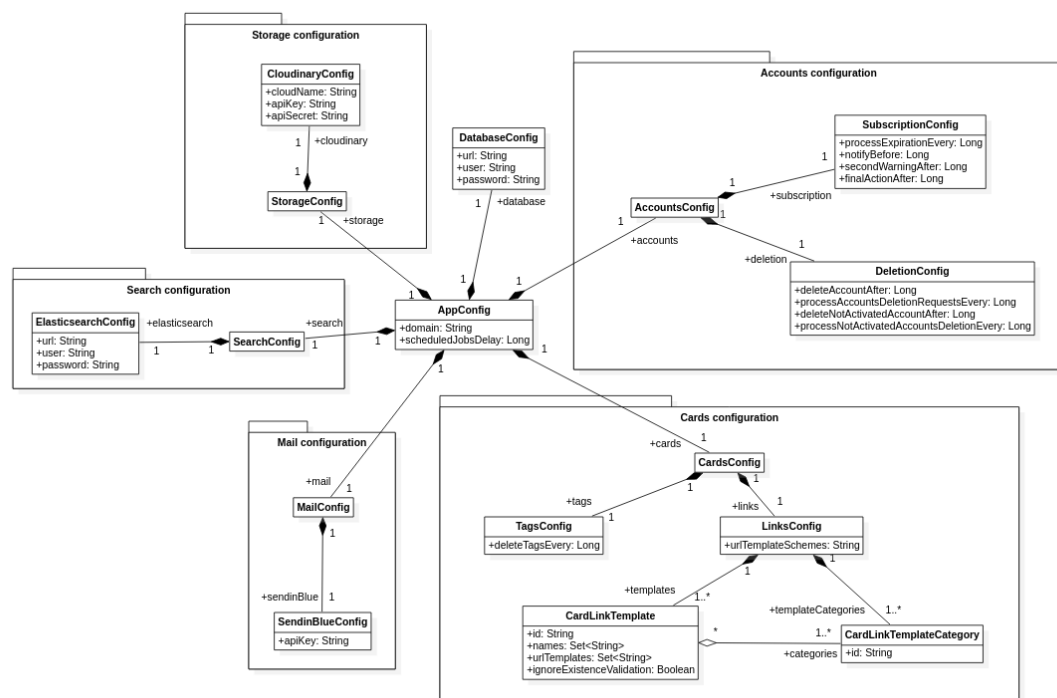 Storage configuration
CloudinaryConfig
+cloudName: String
+apiKey: String
+apiSecret: String
1
+cloudinary
1
StorageConfig
1
+storage
DatabaseConfig
+url: String
+user: String
+password: String
1
+database
1
Accounts configuration
SubscriptionConfig
+processExpirationEvery: Long
+notifyBefore: Long
+secondWarningAfter: Long
+finalActionAfter: Long
1
1
+subscription
AccountsConfig
1
1
+accounts
1
+deletion
DeletionConfig
+deleteAccountAfter: Long
+processAccountsDeletionRequestsEvery: Long
+deleteNotActivatedAccountAfter: Long
+processNotActivatedAccountsDeletionEvery: Long
Search configuration
ElasticsearchConfig
+url: String
+user: String
+password: String
+elasticsearch
1
1
SearchConfig
+search
1
1
1
1
AppConfig
+domain: String
+scheduledJobsDelay: Long
1
1
Mail configuration
+mail
1
MailConfig
1
+sendinBlue
1
SendinBlueConfig
+apiKey: String
Cards configuration
+cards
1
CardsConfig
1
1
+tags
1
TagsConfig
+deleteTagsEvery: Long
+links
1
LinksConfig
+urlTemplateSchemes: String
1
1
+templates
1..*
+templateCategories
1..*
CardLinkTemplate
+id: String
+names: Set<String>
+urlTemplates: Set<String>
+ignoreExistenceValidation: Boolean
*
1..*
+categories
CardLinkTemplateCategory
+id: String